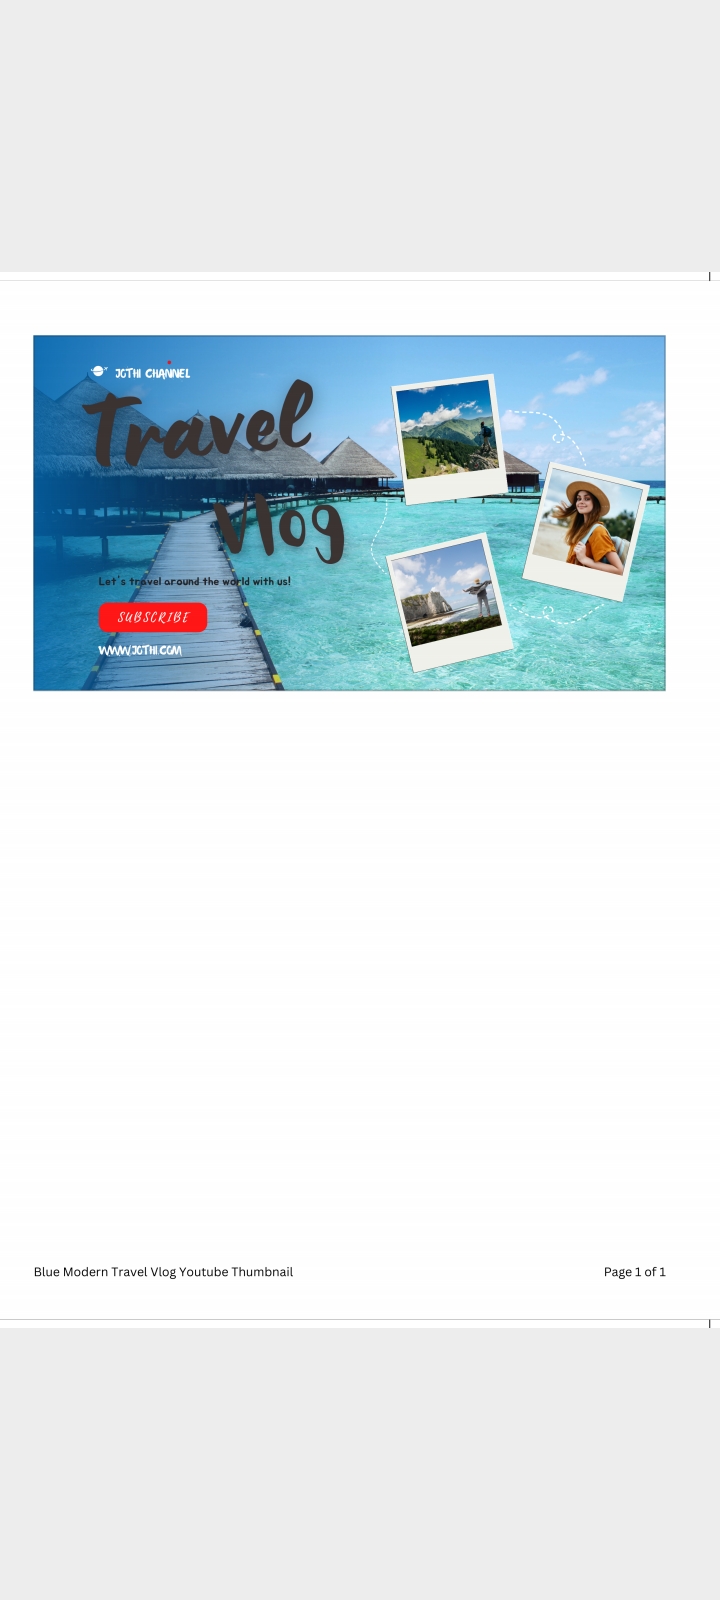 JOTHI CHANNEL
Travel
Vlog
Let's travel around the world with us!
SUBSCRIBE
WWW.JOTHI.COM
Blue Modern Travel Vlog Youtube Thumbnail
Page 1 of 1